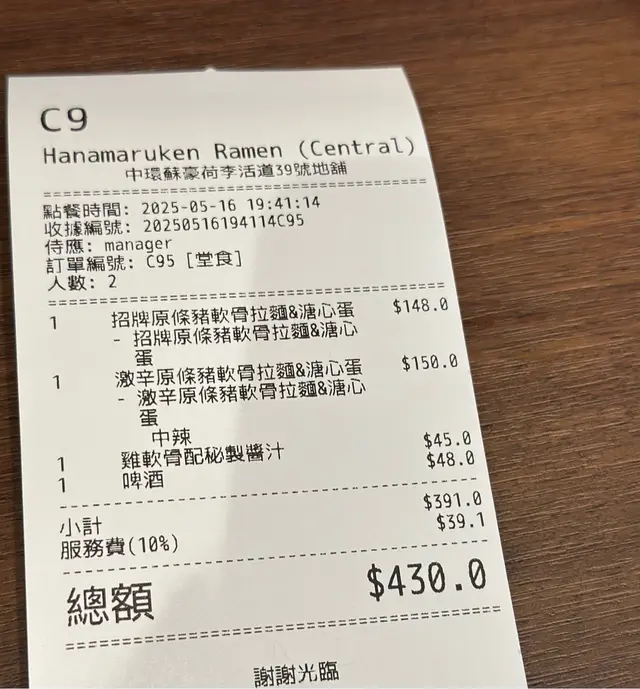 C9
Hanamaruken Ramen (Central)
中環蘇豪荷李活道39號地舖
點餐時間: 2025-05-16 19:41:14
收據編號: 20250516194114C95
侍應: manager
訂單編號: C95 [堂食]
人數: 2
1 招牌原條豬軟骨拉麵&溏心蛋 $148.0
- 招牌原條豬軟骨拉麵&溏心
蛋
1 激辛原條豬軟骨拉麵&溏心蛋 $150.0
- 激辛原條豬軟骨拉麵&溏心
蛋
中辣
1 雞軟骨配秘製醬汁 $45.0
1 啤酒 $48.0
小計 $391.0
服務費(10%) $39.1
總額 $430.0
謝謝光臨